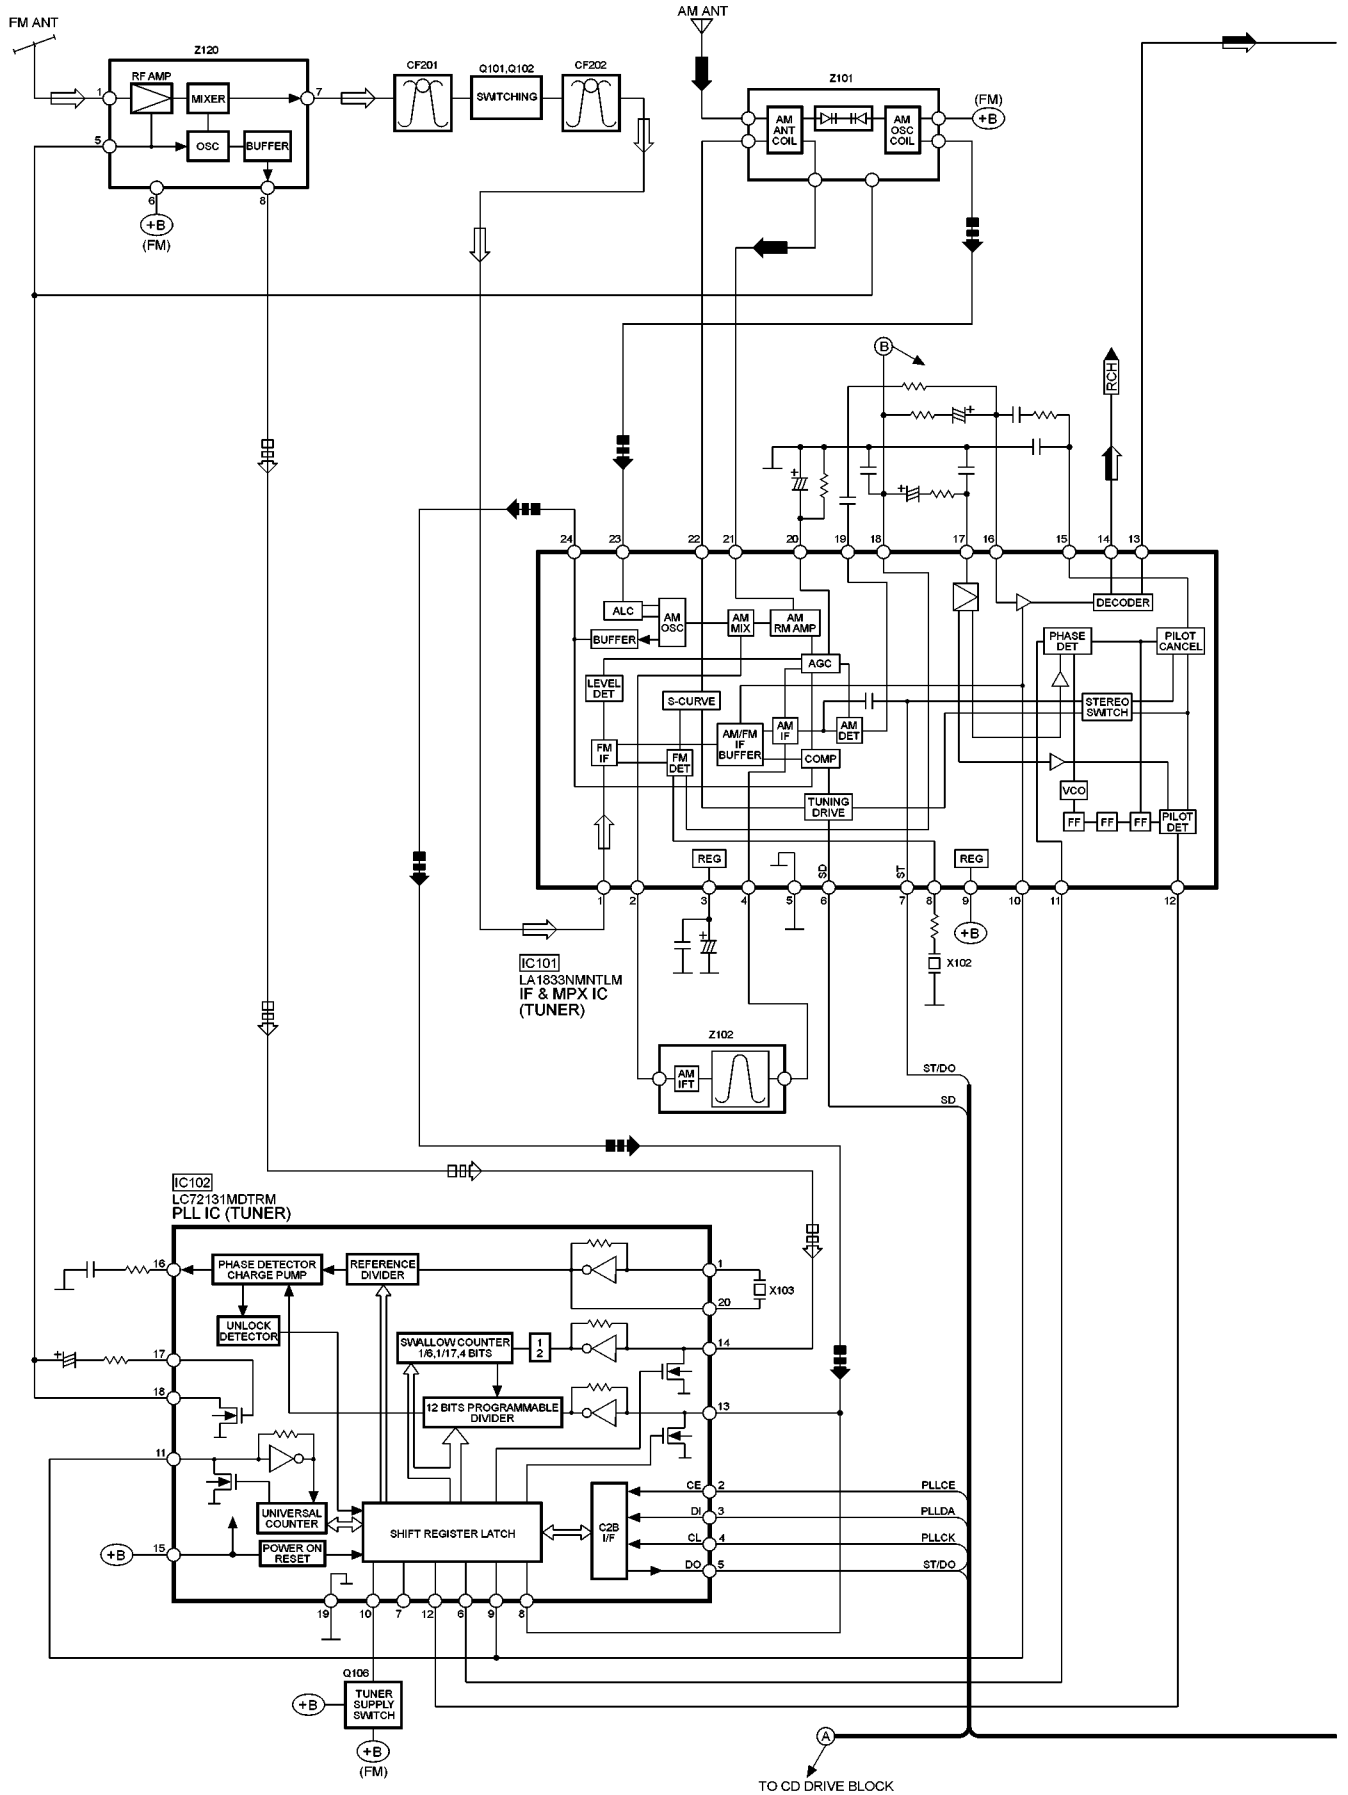 FM ANT
AM ANT
Z120
RF AMP
MIXER
OSC
BUFFER
1
5
7
6
8
+B
(FM)
CF201
Q101,Q102
SWITCHING
CF202
Z101
AM
ANT
COIL
AM
OSC
COIL
(FM)
+B
B
RCH
24
23
22
21
20
19
18
17
16
15
14
13
ALC
AM
OSC
BUFFER
AM
MIX
AM
RM AMP
DECODER
PHASE
DET
PILOT
CANCEL
AGC
LEVEL
DET
S-CURVE
STEREO
SWITCH
AM/FM
IF
BUFFER
AM
IF
AM
DET
FM
IF
FM
DET
COMP
TUNING
DRIVE
VCO
FF
FF
FF
PILOT
DET
REG
SD
ST
REG
1
2
3
4
5
6
7
8
9
10
11
12
+B
X102
IC101
LA1833NMNTLM
IF & MPX IC
(TUNER)
Z102
AM
IFT
ST/DO
SD
IC102
LC72131MDTRM
PLL IC (TUNER)
16
PHASE DETECTOR
CHARGE PUMP
REFERENCE
DIVIDER
1
X103
20
UNLOCK
DETECTOR
SWALLOW COUNTER
1/6,1/17,4 BITS
1
2
14
17
18
12 BITS PROGRAMMABLE
DIVIDER
13
11
UNIVERSAL
COUNTER
SHIFT REGISTER LATCH
C2B
I/F
CE
2
PLLCE
DI
3
PLLDA
CL
4
PLLCK
DO
5
ST/DO
+B
15
POWER ON
RESET
19
10
7
12
6
9
8
Q106
+B
TUNER
SUPPLY
SWITCH
+B
(FM)
A
TO CD DRIVE BLOCK